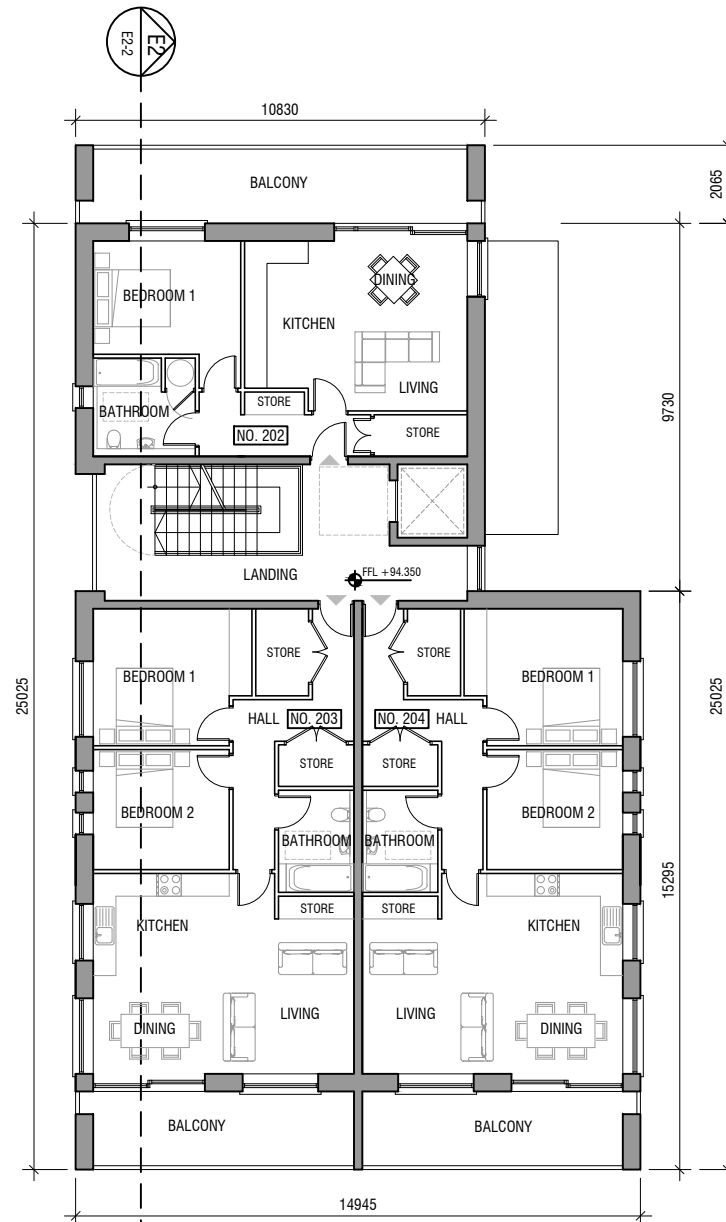 E2
E2-2
10830
BALCONY
2065
BEDROOM 1
DINING
KITCHEN
LIVING
9730
STORE
BATHROOM
NO. 202
STORE
LANDING
FFL +94.350
25025
25025
STORE
STORE
BEDROOM 1
BEDROOM 1
HALL
NO. 203
NO. 204
HALL
STORE
STORE
BEDROOM 2
BEDROOM 2
BATHROOM
BATHROOM
15295
STORE
STORE
KITCHEN
KITCHEN
LIVING
LIVING
DINING
DINING
BALCONY
BALCONY
14945